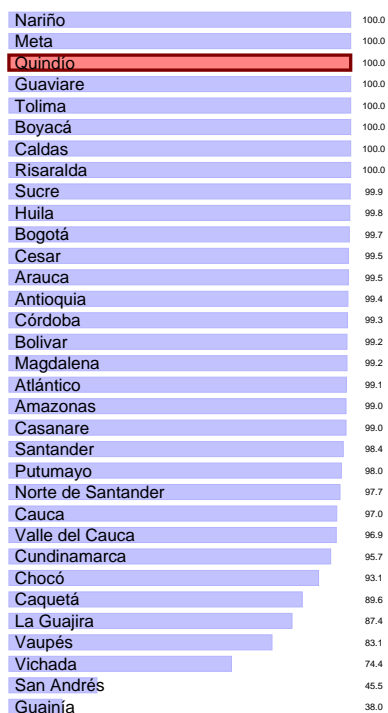 Nariño 100.0
Meta 100.0
Quindío 100.0
Guaviare 100.0
Tolima 100.0
Boyacá 100.0
Caldas 100.0
Risaralda 100.0
Sucre 99.9
Huila 99.8
Bogotá 99.7
Cesar 99.5
Arauca 99.5
Antioquia 99.4
Córdoba 99.3
Bolivar 99.2
Magdalena 99.2
Atlántico 99.1
Amazonas 99.0
Casanare 99.0
Santander 98.4
Putumayo 98.0
Norte de Santander 97.7
Cauca 97.0
Valle del Cauca 96.9
Cundinamarca 95.7
Chocó 93.1
Caquetá 89.6
La Guajira 87.4
Vaupés 83.1
Vichada 74.4
San Andrés 45.5
Guainía 38.0